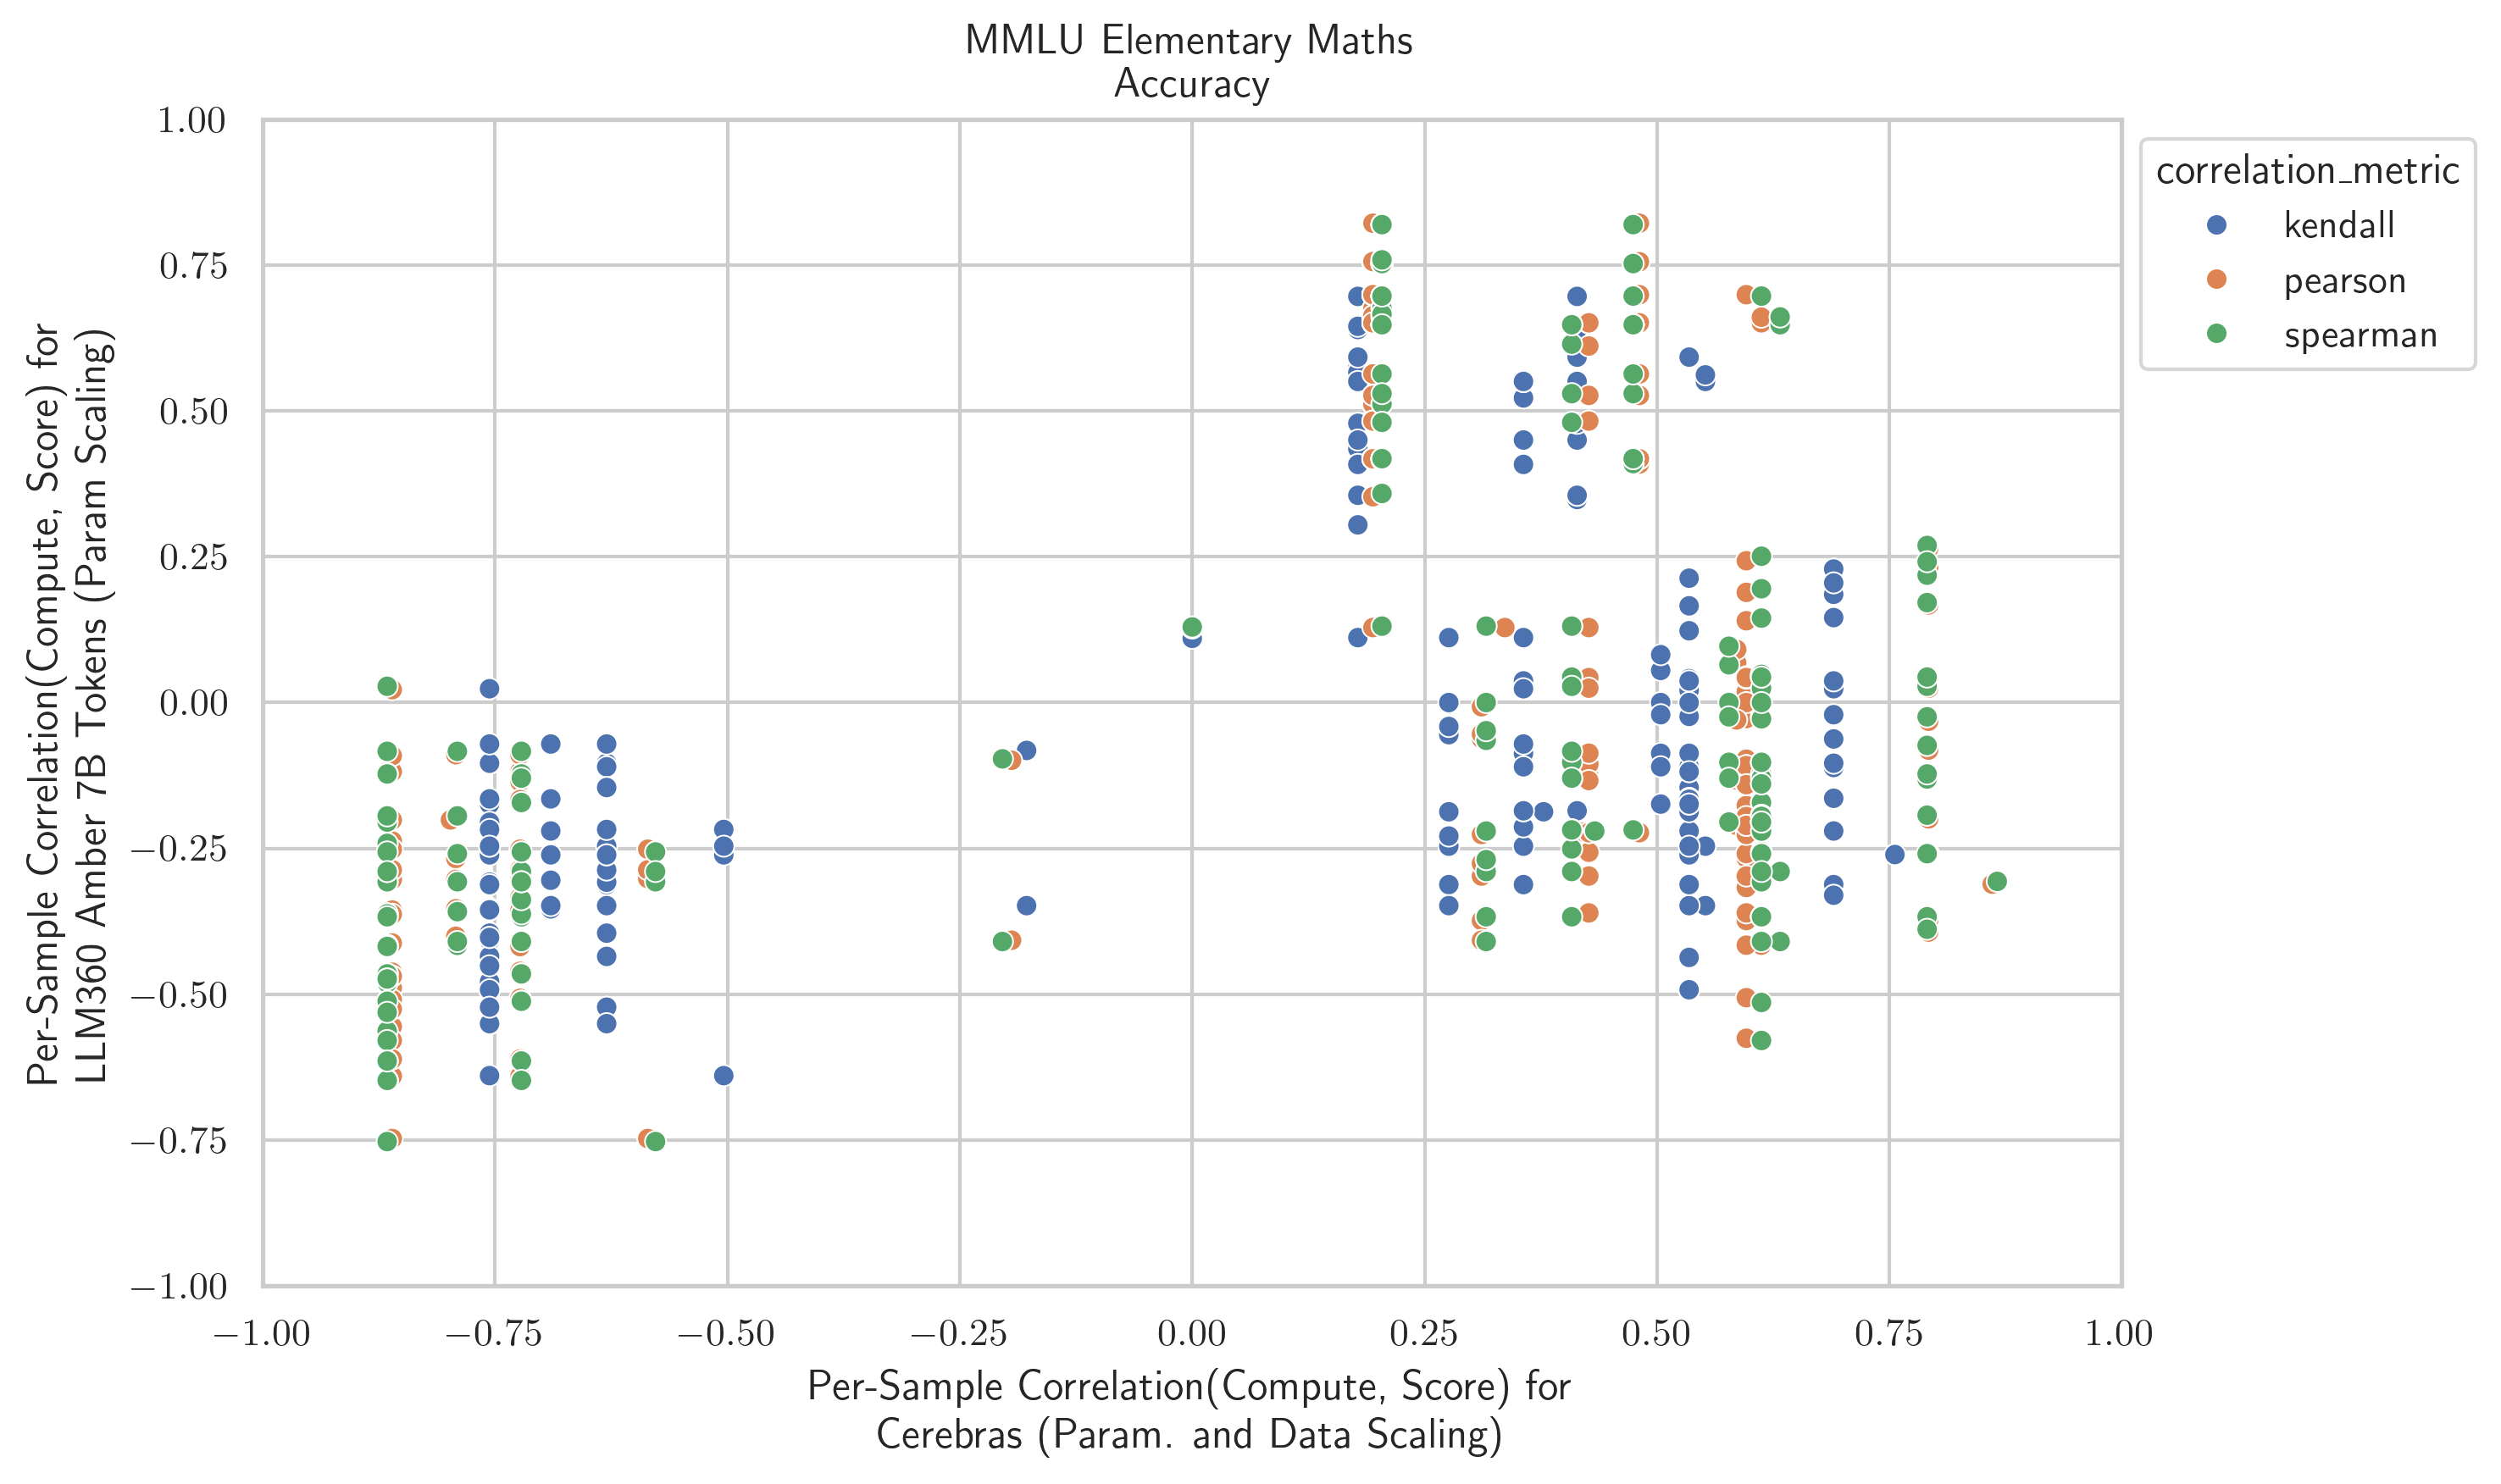 MMLU Elementary Maths
Accuracy
Per-Sample Correlation(Compute, Score) for
LLM360 Amber 7B Tokens (Param Scaling)
1.00
0.75
0.50
0.25
0.00
−0.25
−0.50
−0.75
−1.00
−1.00 −0.75 −0.50 −0.25 0.00 0.25 0.50 0.75 1.00
Per-Sample Correlation(Compute, Score) for
Cerebras (Param. and Data Scaling)
correlation_metric
kendall
pearson
spearman